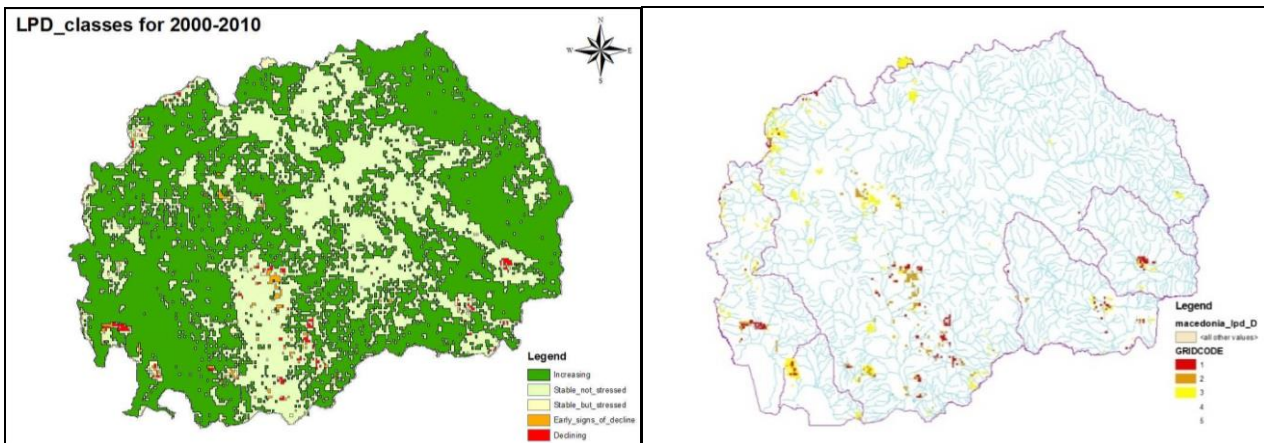 LPD_classes for 2000-2010
N
W
E
S
Legend
Increasing
Stable_not_stressed
Stable_but_stressed
Early_signs_of_decline
Declining
Legend
macedonia_lpd_D
<all other values>
GRIDCODE
1
2
3
4
5